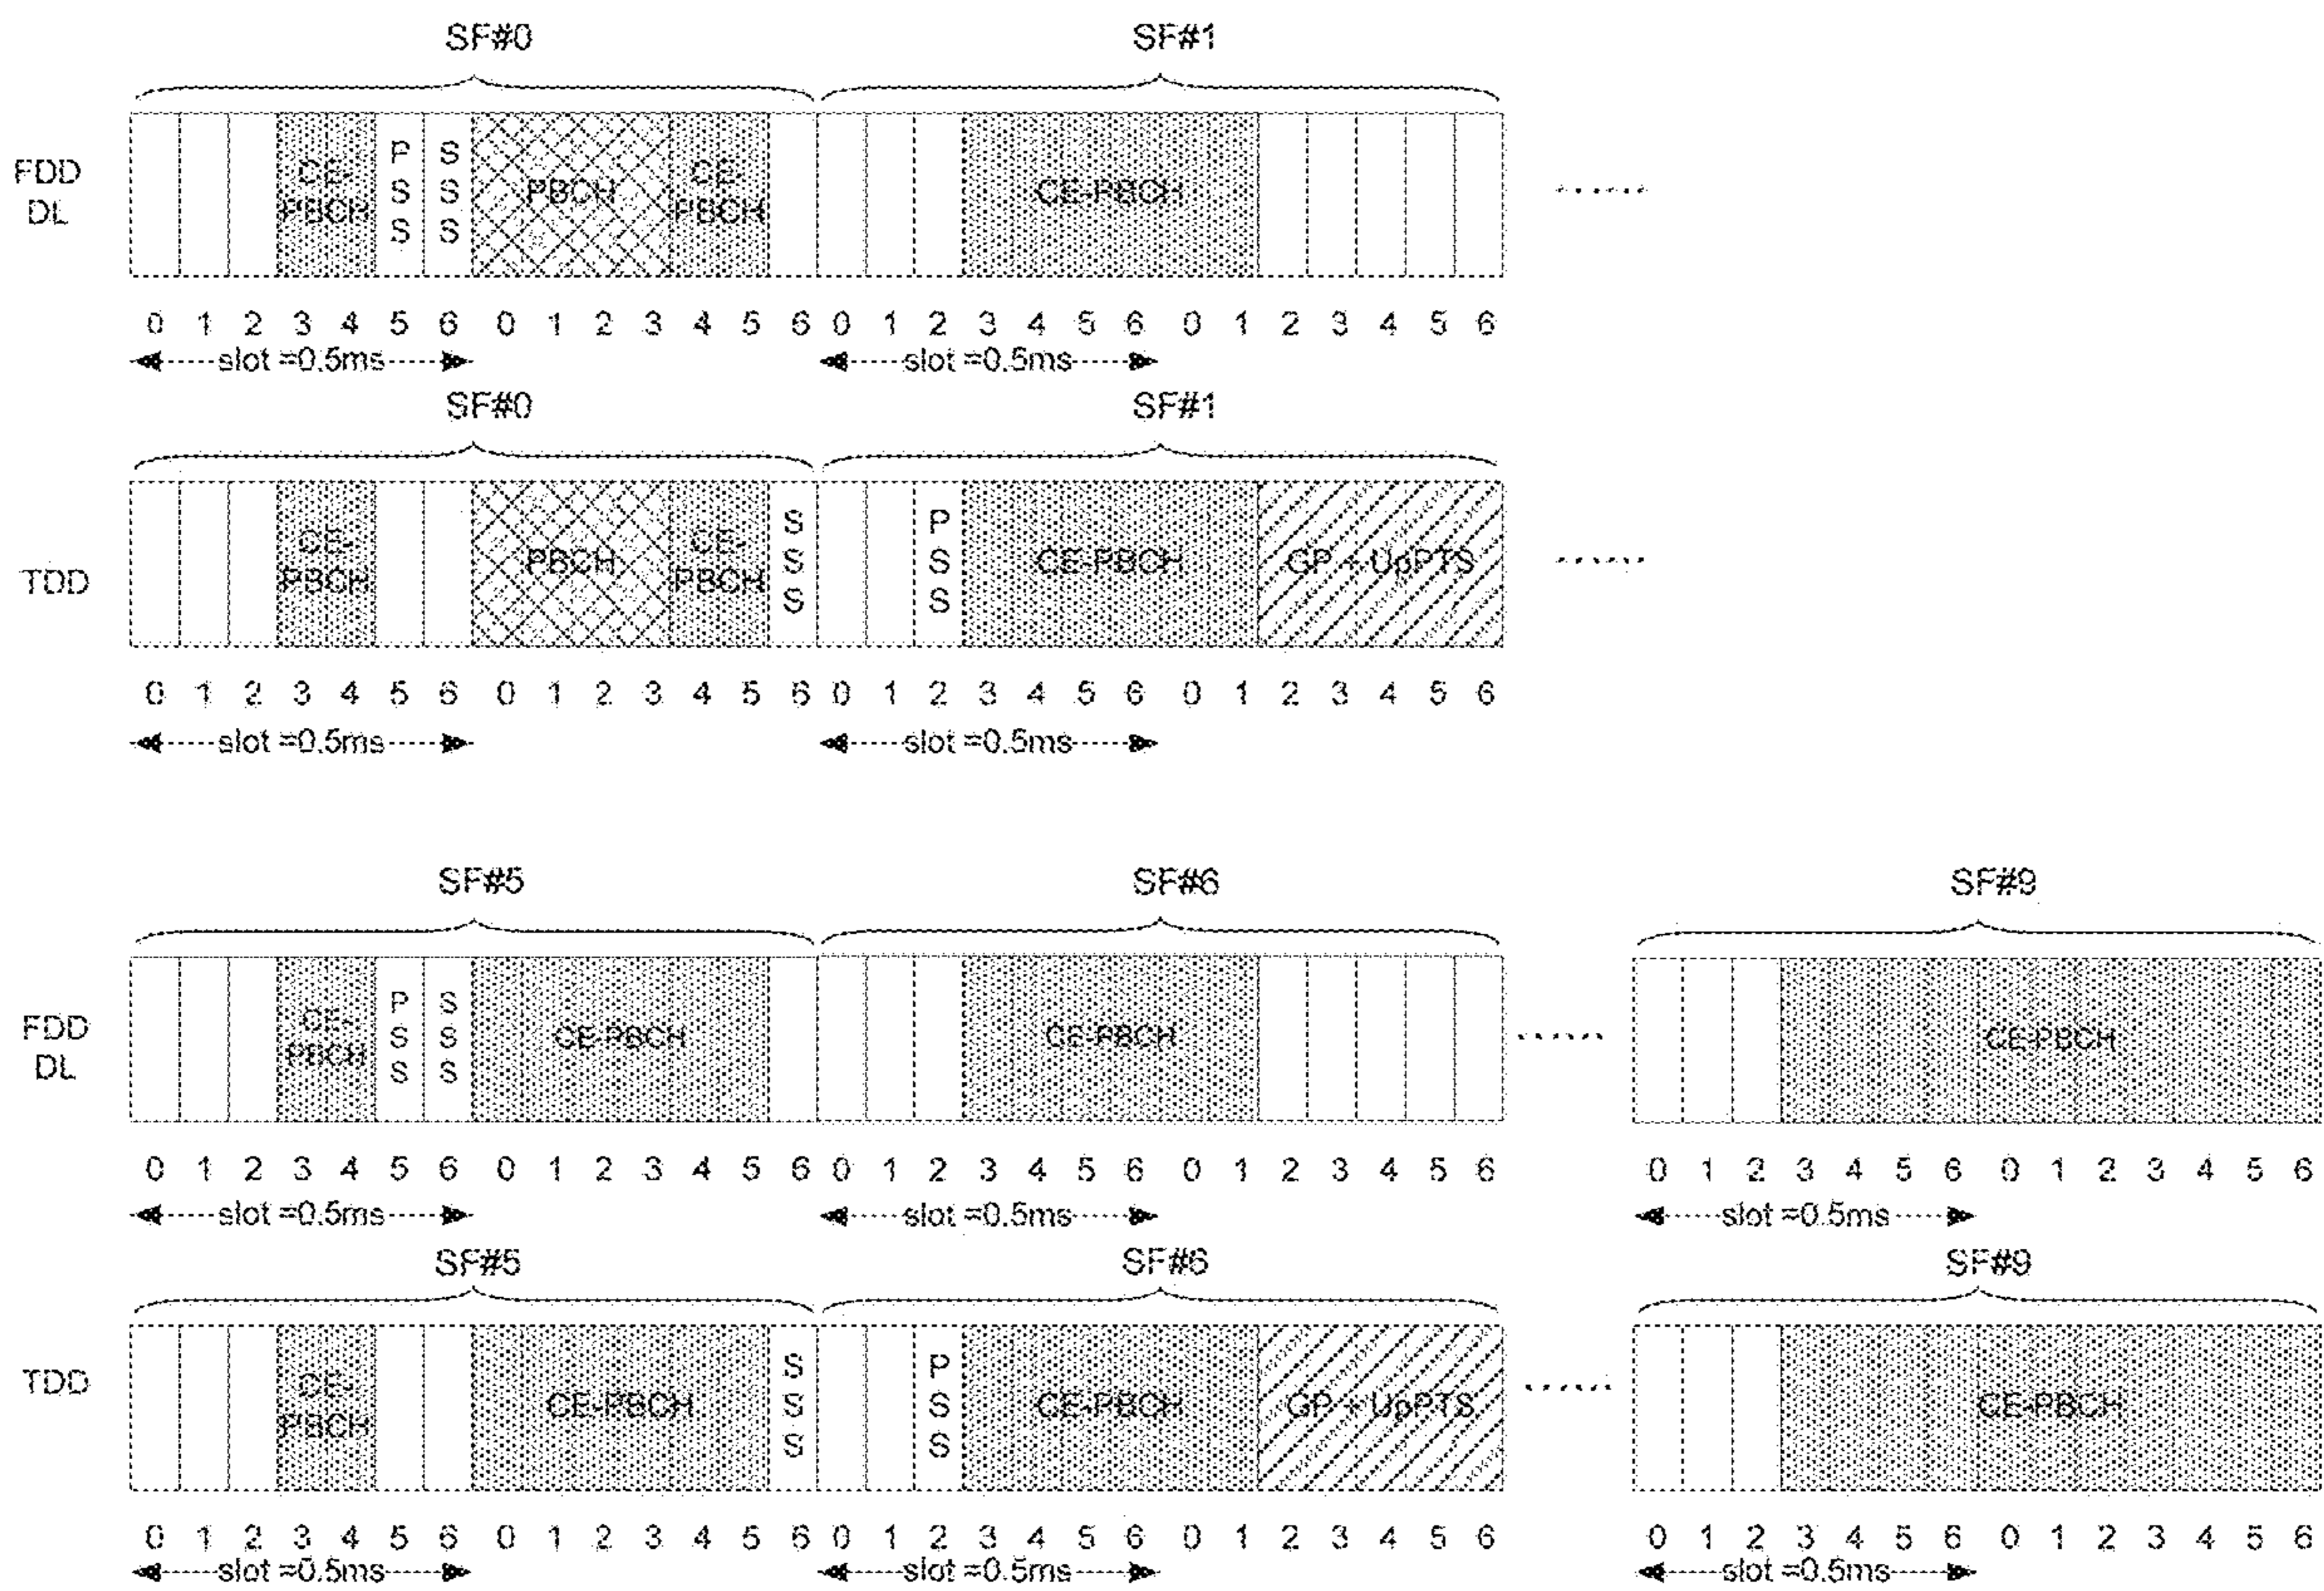 SF#0 SF#1
FDD
DL
CE-
PBCH
P
S
S
S
S
S
PBCH
CE-
PBCH
CE-PBCH
......
0 1 2 3 4 5 6 0 1 2 3 4 5 6 0 1 2 3 4 5 6 0 1 2 3 4 5 6
slot =0.5ms slot =0.5ms
SF#0 SF#1
TDD
CE-
PBCH
PBCH
CE-
PBCH
S
S
S
P
S
S
CE-PBCH
GP + UpPTS
......
0 1 2 3 4 5 6 0 1 2 3 4 5 6 0 1 2 3 4 5 6 0 1 2 3 4 5 6
slot =0.5ms slot =0.5ms
SF#5 SF#6 SF#9
FDD
DL
CE-
PBCH
P
S
S
S
S
S
CE-PBCH
CE-PBCH
......
CE-PBCH
0 1 2 3 4 5 6 0 1 2 3 4 5 6 0 1 2 3 4 5 6 0 1 2 3 4 5 6 0 1 2 3 4 5 6 0 1 2 3 4 5 6
slot =0.5ms slot =0.5ms slot =0.5ms
SF#5 SF#6 SF#9
TDD
CE-
PBCH
CE-PBCH
S
S
S
P
S
S
CE-PBCH
GP + UpPTS
......
CE-PBCH
0 1 2 3 4 5 6 0 1 2 3 4 5 6 0 1 2 3 4 5 6 0 1 2 3 4 5 6 0 1 2 3 4 5 6 0 1 2 3 4 5 6
slot =0.5ms slot =0.5ms slot =0.5ms